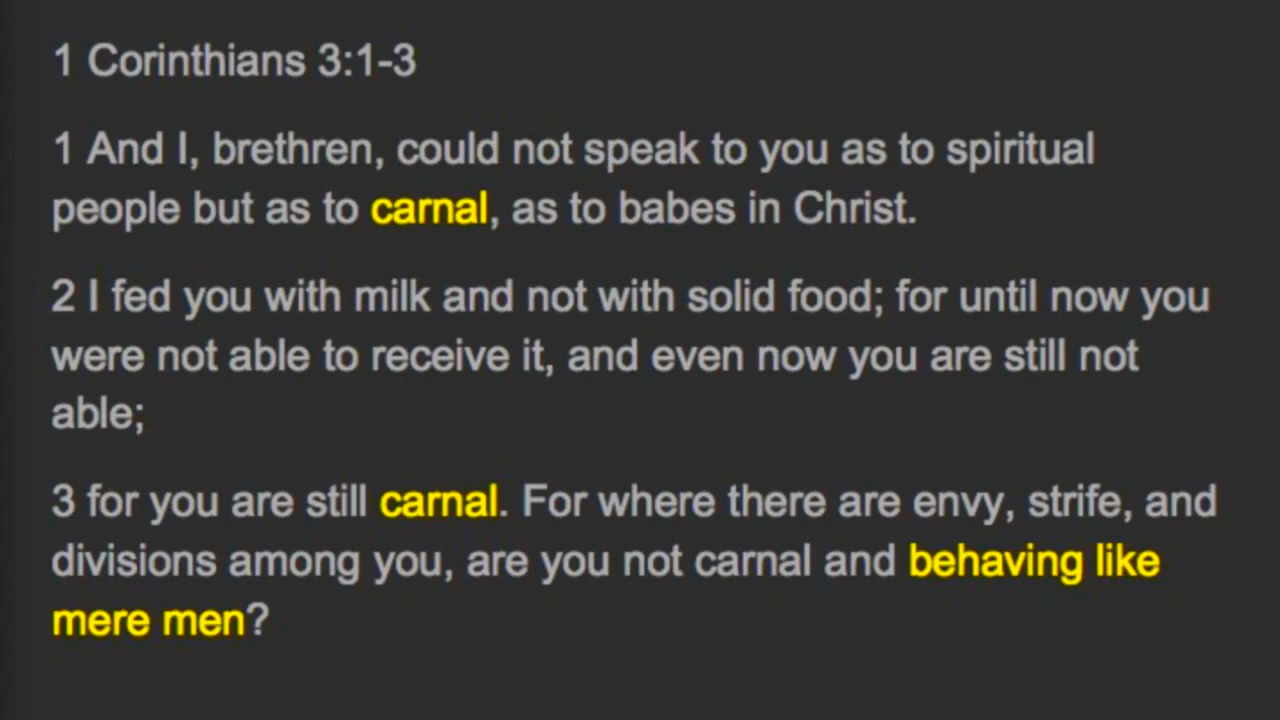 1 Corinthians 3:1-3
1 And I, brethren, could not speak to you as to spiritual
people but as to carnal, as to babes in Christ.
2 I fed you with milk and not with solid food; for until now you
were not able to receive it, and even now you are still not
able;
3 for you are still carnal. For where there are envy, strife, and
divisions among you, are you not carnal and behaving like
mere men?